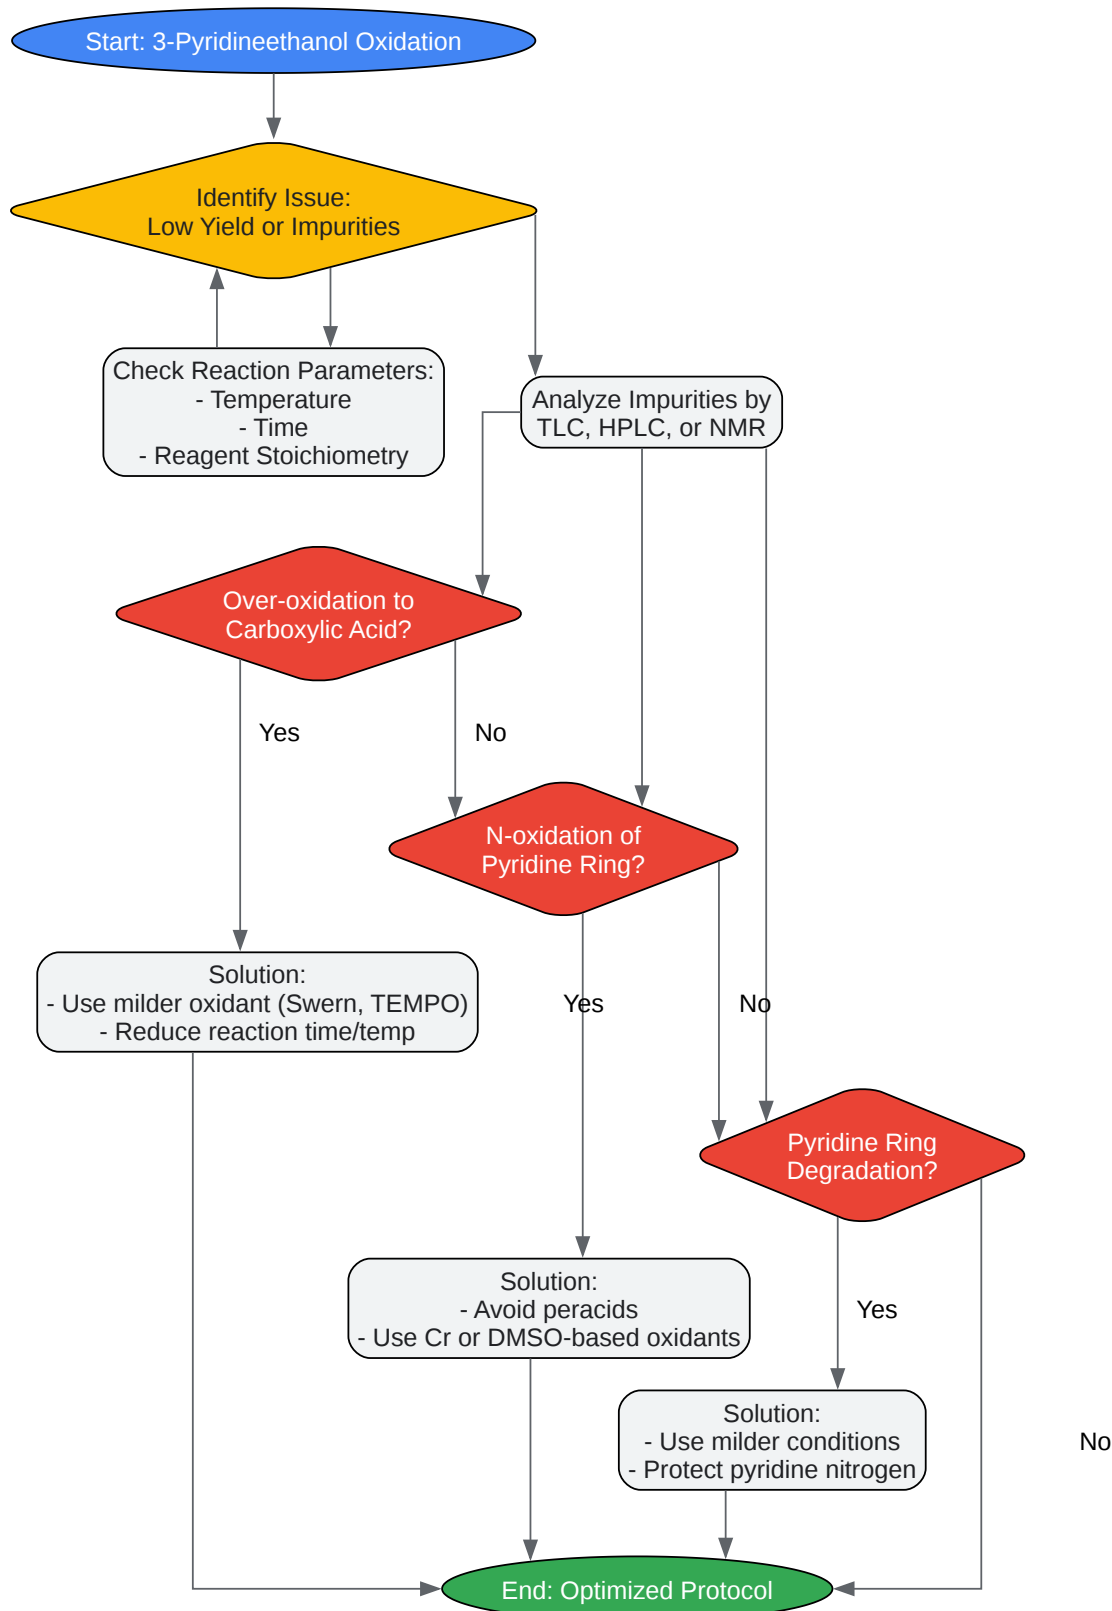 Start: 3-Pyridineethanol Oxidation
Identify Issue:
Low Yield or Impurities
Check Reaction Parameters:
- Temperature
- Time
- Reagent Stoichiometry
Analyze Impurities by
TLC, HPLC, or NMR
Over-oxidation to
Carboxylic Acid?
Yes
No
N-oxidation of
Pyridine Ring?
Solution:
- Use milder oxidant (Swern, TEMPO)
- Reduce reaction time/temp
Yes
No
Pyridine Ring
Degradation?
Solution:
- Avoid peracids
- Use Cr or DMSO-based oxidants
Yes
No
Solution:
- Use milder conditions
- Protect pyridine nitrogen
End: Optimized Protocol